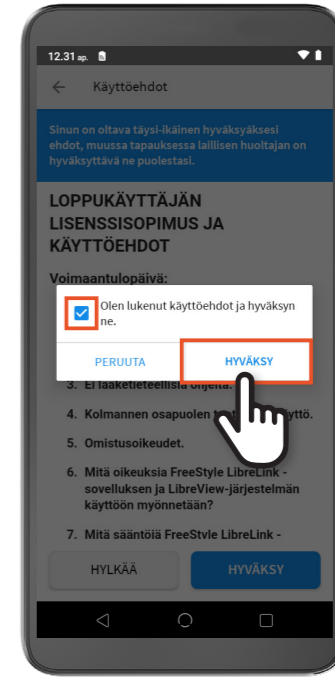 12.31 ap.
Käyttöehdot
Sinun on oltava täysi-ikäinen hyväksyäksesi
ehdot, muussa tapauksessa laillisen huoltajan on
hyväksyttävä ne puolestasi.
LOPPUKÄYTTÄJÄN
LISENSSISOPIMUS JA
KÄYTTÖEHDOT
Voimaantulopäivä:
Olen lukenut käyttöehdot ja hyväksyn
ne.
PERUUTA HYVÄKSY
3. Ei lääketieteellisiä ohjeita.
4. Kolmannen osapuolen
5. Omistusoikeudet.
6. Mitä oikeuksia FreeStyle LibreLink -
sovelluksen ja LibreView-järjestelmän
käyttöön myönnetään?
7. Mitä sääntöjä FreeStyle LibreLink -
HYLKÄÄ HYVÄKSY